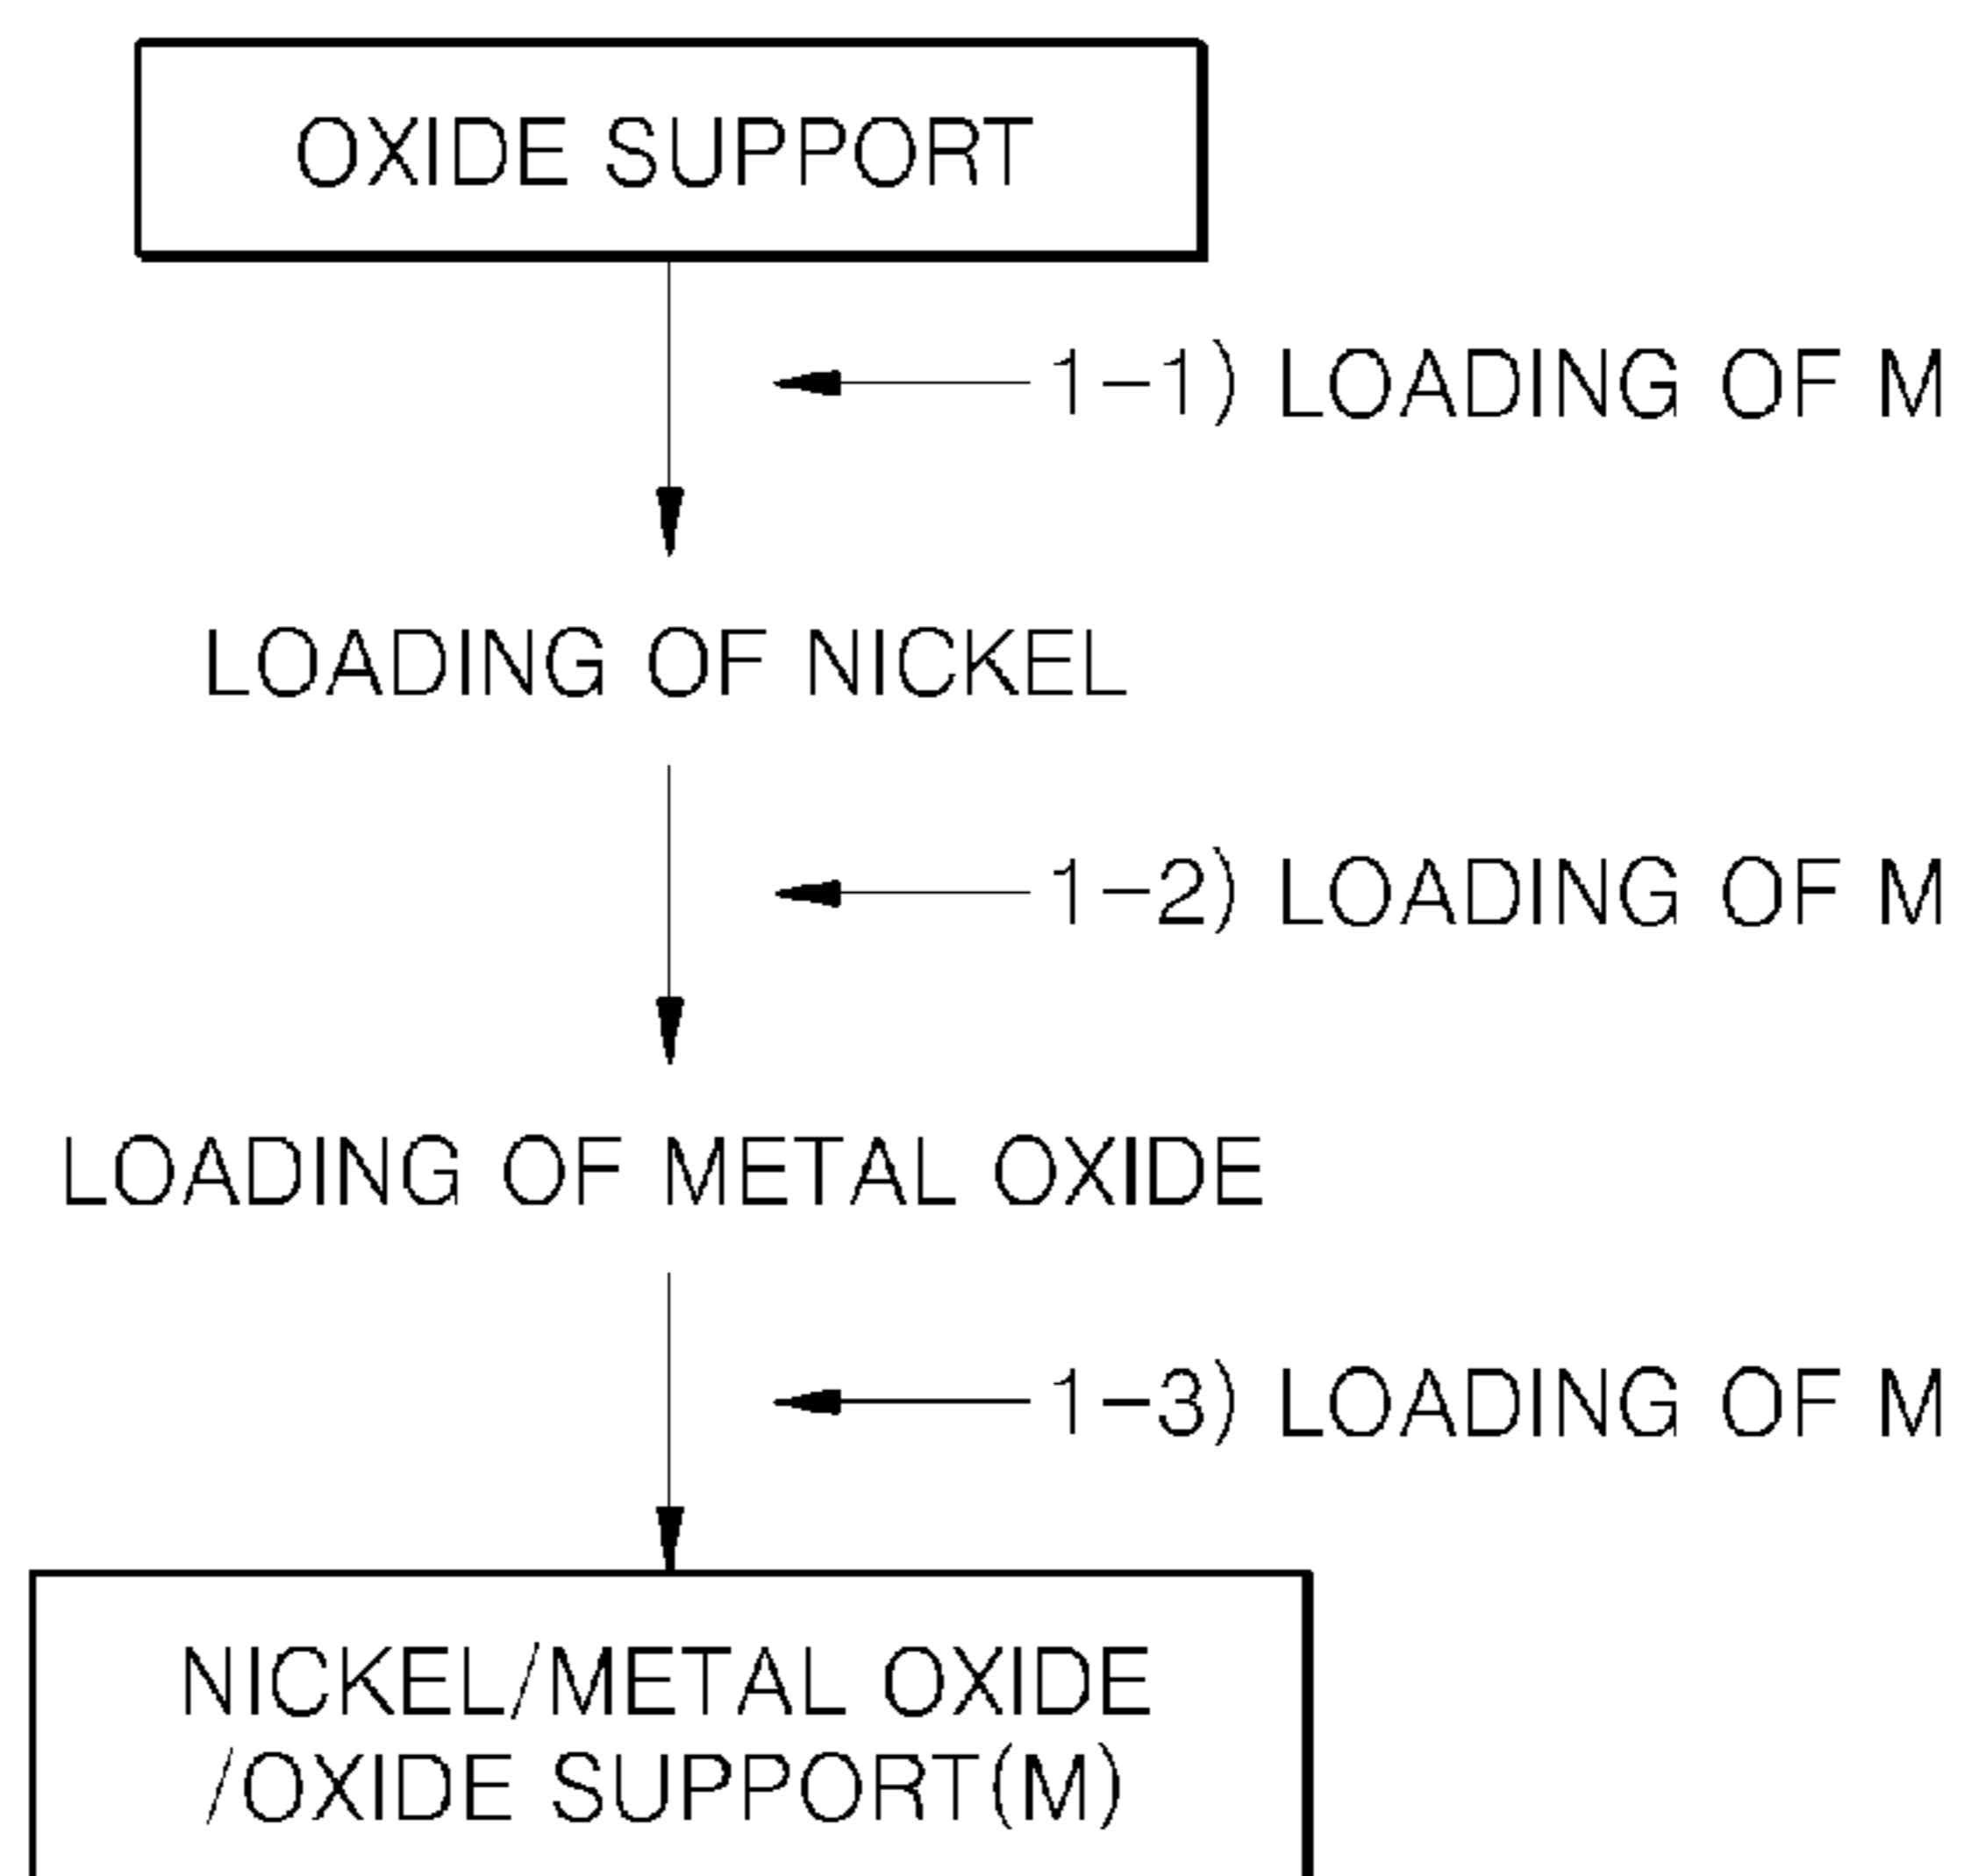 OXIDE SUPPORT
1-1) LOADING OF M
LOADING OF NICKEL
1-2) LOADING OF M
LOADING OF METAL OXIDE
1-3) LOADING OF M
NICKEL/METAL OXIDE
/OXIDE SUPPORT(M)